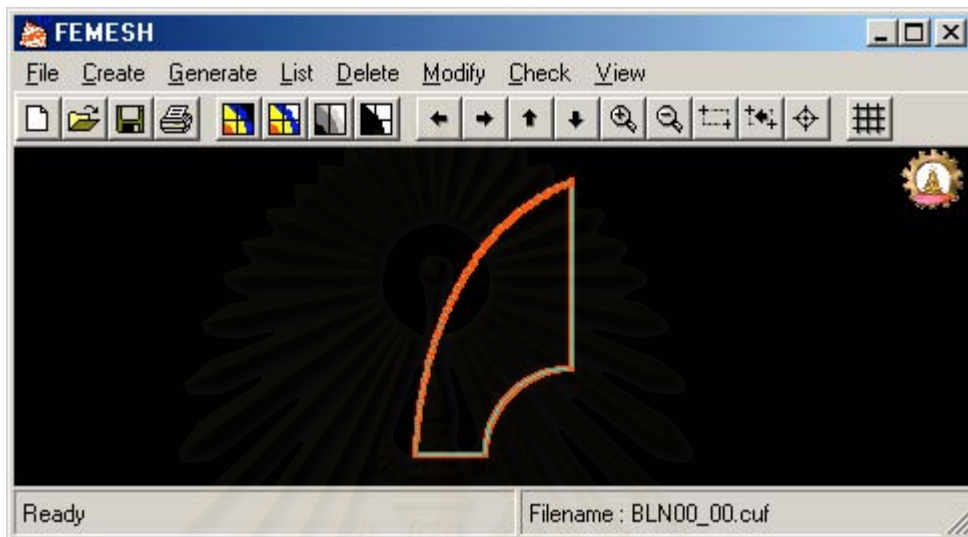 FEMESH
File Create Generate List Delete Modify Check View
Ready Filename : BLN00_00.cuf